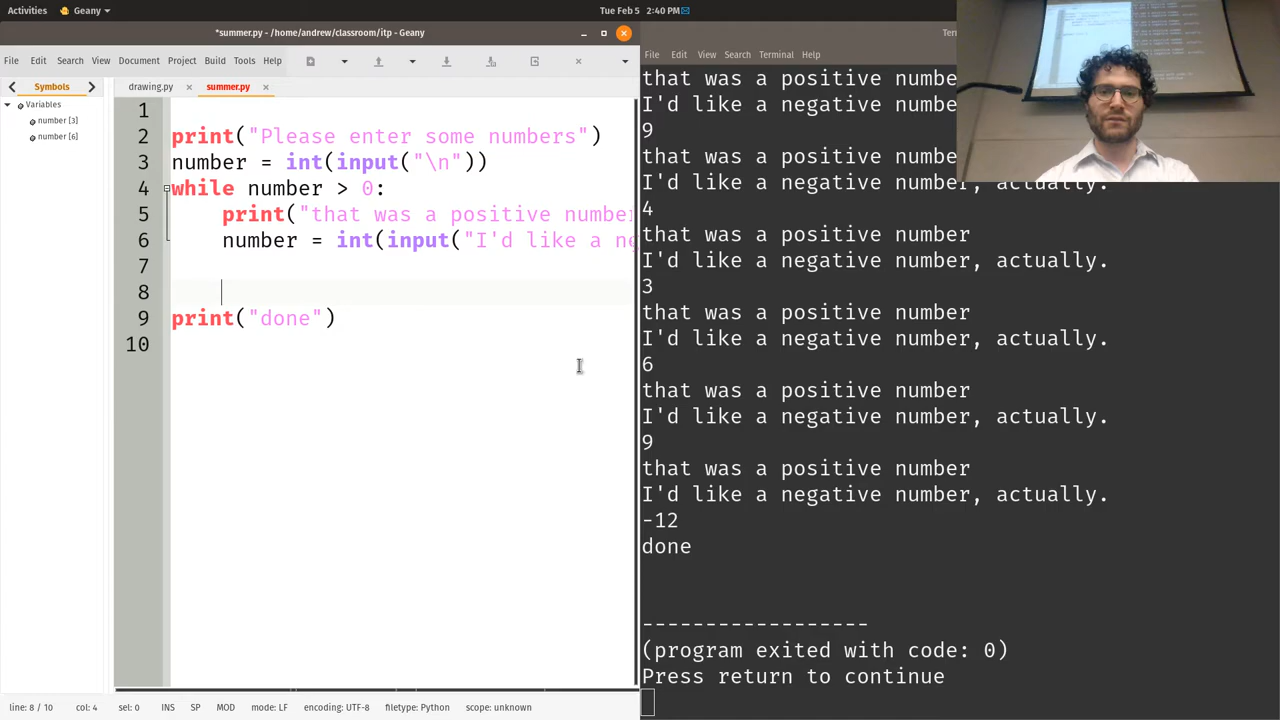 Activities
Geany
Tue Feb 5 2:40 PM
*summer.py - /home/andrew/classroom/itp - Geany
File Edit Search View Document Project Build Tools Help
Symbols
drawing.py
summer.py
Variables
number [3]
number [6]
1
2 print("Please enter some numbers")
3 number = int(input("\n"))
4 while number > 0:
5 print("that was a positive number
6 number = int(input("I'd like a ne
7
8
9 print("done")
10
line: 8 / 10 col: 4 sel: 0 INS SP MOD mode: LF encoding: UTF-8 filetype: Python scope: unknown
File Edit View Search Terminal Help
that was a positive numbe
I'd like a negative numbe
9
that was a positive numbe
I'd like a negative number, actually.
4
that was a positive number
I'd like a negative number, actually.
3
that was a positive number
I'd like a negative number, actually.
6
that was a positive number
I'd like a negative number, actually.
9
that was a positive number
I'd like a negative number, actually.
-12
done
------------------
(program exited with code: 0)
Press return to continue